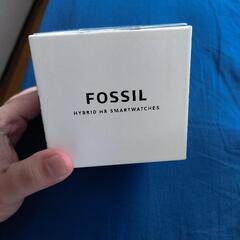 FOSSIL
HYBRID HR SMARTWATCHES